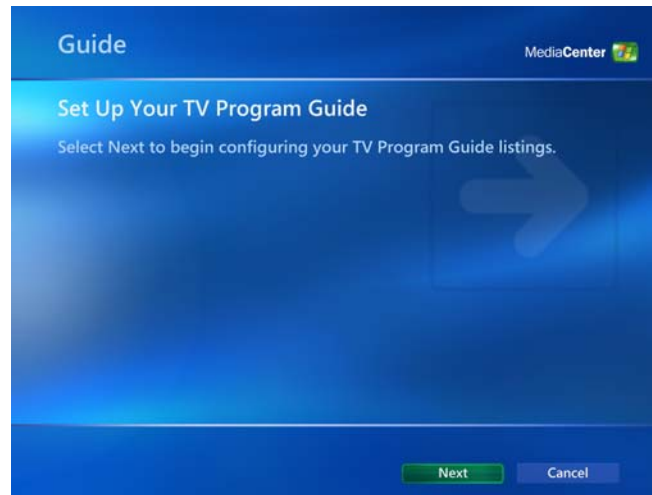 Guide
MediaCenter
Set Up Your TV Program Guide
Select Next to begin configuring your TV Program Guide listings.
Next Cancel